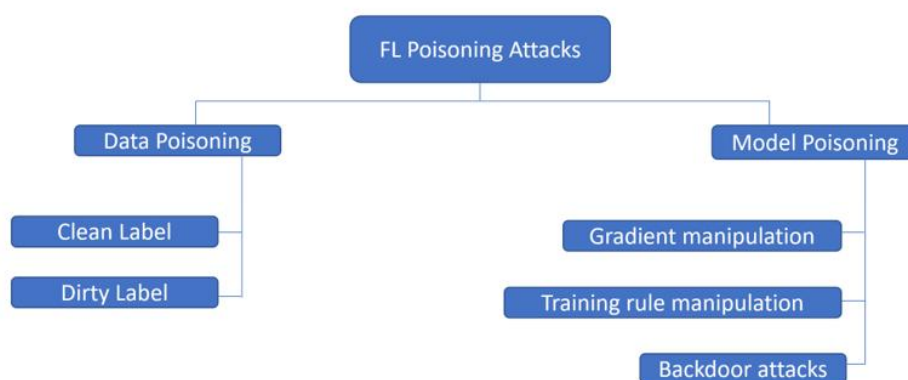 FL Poisoning Attacks
Data Poisoning
Model Poisoning
Clean Label
Gradient manipulation
Dirty Label
Training rule manipulation
Backdoor attacks